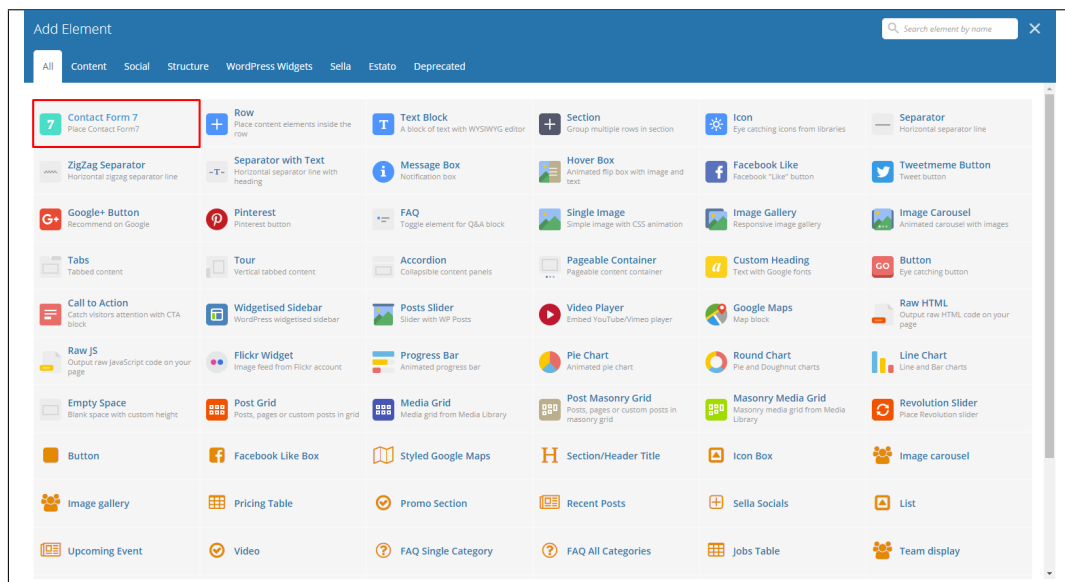 Add Element
Search element by name
All Content Social Structure WordPress Widgets Sella Estato Deprecated
7 Contact Form 7
Place Contact Form7
Row
Place content elements inside the
row
T Text Block
A block of text with WYSIWYG editor
Section
Group multiple rows in section
Icon
Eye catching icons from libraries
Separator
Horizontal separator line
ZigZag Separator
Horizontal zigzag separator line
-T- Separator with Text
Horizontal separator line with
heading
i Message Box
Notification box
Hover Box
Animated flip box with image and
text
f Facebook Like
Facebook "Like" button
Tweetmeme Button
Tweet button
G+ Google+ Button
Recommend on Google
Pinterest
Pinterest button
FAQ
Toggle element for Q&A block
Single Image
Simple image with CSS animation
Image Gallery
Responsive image gallery
Image Carousel
Animated carousel with images
Tabs
Tabbed content
Tour
Vertical tabbed content
Accordion
Collapsible content panels
Pageable Container
Pageable content container
a Custom Heading
Text with Google fonts
GO Button
Eye catching button
Call to Action
Catch visitors attention with CTA
block
Widgetised Sidebar
WordPress widgetised sidebar
Posts Slider
Slider with WP Posts
Video Player
Embed YouTube/Vimeo player
Google Maps
Map block
Raw HTML
Output raw HTML code on your
page
Raw JS
Output raw JavaScript code on your
page
Flickr Widget
Image feed from Flickr account
Progress Bar
Animated progress bar
Pie Chart
Animated pie chart
Round Chart
Pie and Doughnut charts
Line Chart
Line and Bar charts
Empty Space
Blank space with custom height
Post Grid
Posts, pages or custom posts in grid
Media Grid
Media grid from Media Library
Post Masonry Grid
Posts, pages or custom posts in
masonry grid
Masonry Media Grid
Masonry media grid from Media
Library
Revolution Slider
Place Revolution slider
Button
f Facebook Like Box
Styled Google Maps
H Section/Header Title
Icon Box
Image carousel
Image gallery
Pricing Table
Promo Section
Recent Posts
Sella Socials
List
Upcoming Event
Video
? FAQ Single Category
? FAQ All Categories
Jobs Table
Team display